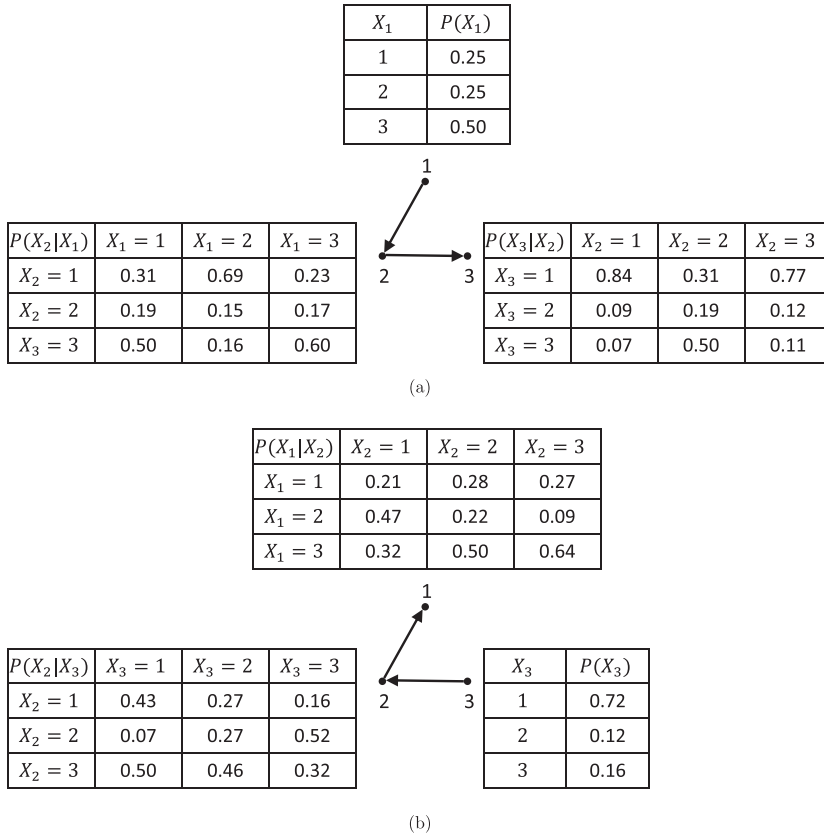 X₁ P(X₁)
1 0.25
2 0.25
3 0.50
1
P(X₂|X₁) X₁ = 1 X₁ = 2 X₁ = 3
X₂ = 1 0.31 0.69 0.23
X₂ = 2 0.19 0.15 0.17
X₃ = 3 0.50 0.16 0.60
2 3
P(X₃|X₂) X₂ = 1 X₂ = 2 X₂ = 3
X₃ = 1 0.84 0.31 0.77
X₃ = 2 0.09 0.19 0.12
X₃ = 3 0.07 0.50 0.11
(a)
P(X₁|X₂) X₂ = 1 X₂ = 2 X₂ = 3
X₁ = 1 0.21 0.28 0.27
X₁ = 2 0.47 0.22 0.09
X₁ = 3 0.32 0.50 0.64
1
P(X₂|X₃) X₃ = 1 X₃ = 2 X₃ = 3
X₂ = 1 0.43 0.27 0.16
X₂ = 2 0.07 0.27 0.52
X₂ = 3 0.50 0.46 0.32
2 3
X₃ P(X₃)
1 0.72
2 0.12
3 0.16
(b)